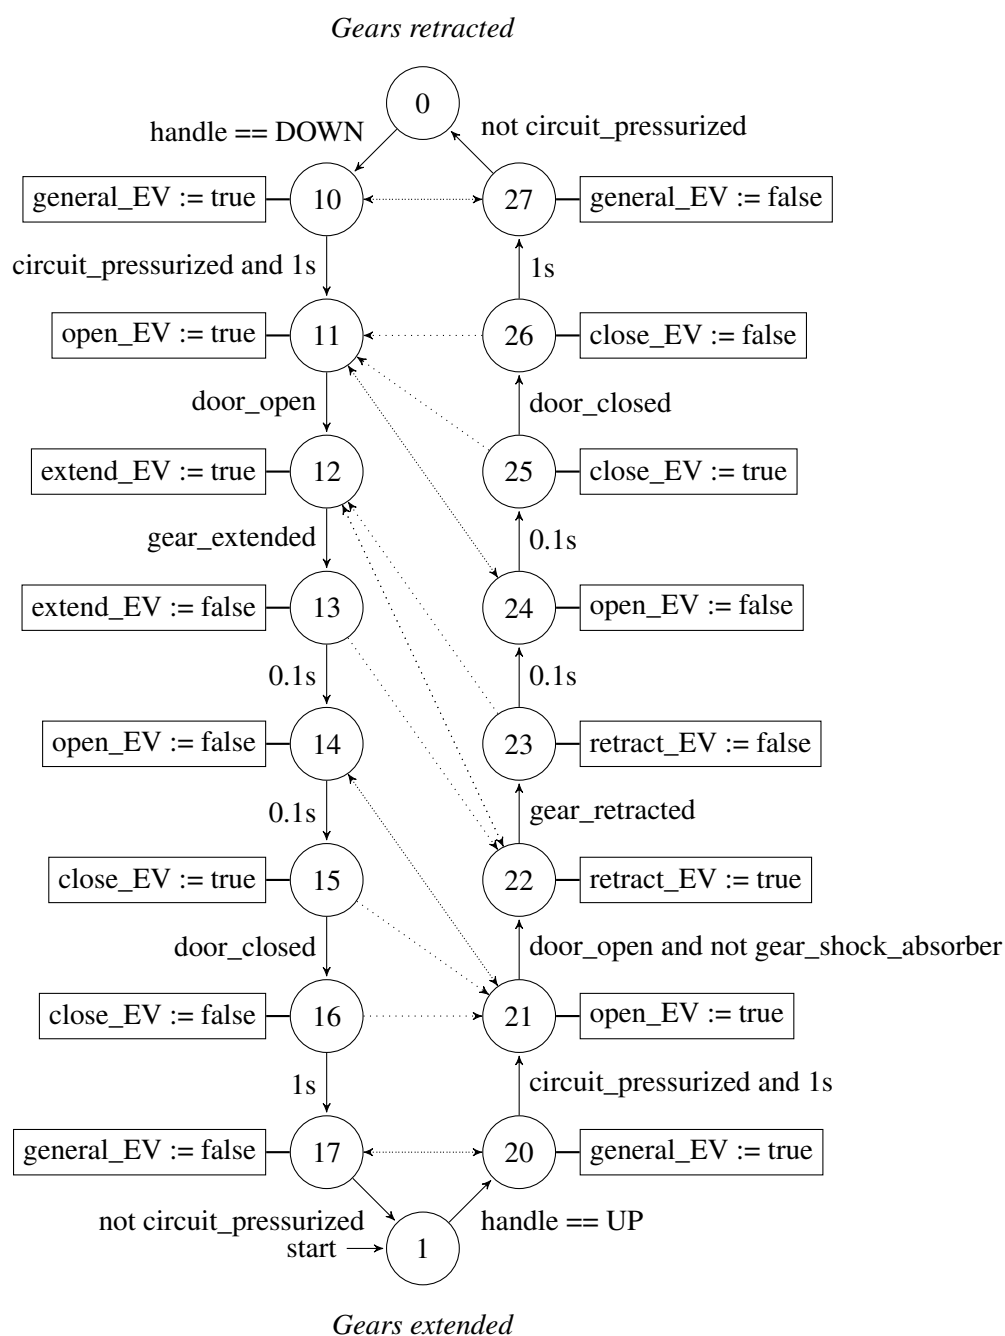 Gears retracted
0
handle == DOWN
not circuit_pressurized
general_EV := true
10
27
general_EV := false
circuit_pressurized and 1s
1s
open_EV := true
11
26
close_EV := false
door_open
door_closed
extend_EV := true
12
25
close_EV := true
gear_extended
0.1s
extend_EV := false
13
24
open_EV := false
0.1s
0.1s
open_EV := false
14
23
retract_EV := false
0.1s
gear_retracted
close_EV := true
15
22
retract_EV := true
door_closed
door_open and not gear_shock_absorber
close_EV := false
16
21
open_EV := true
1s
circuit_pressurized and 1s
general_EV := false
17
20
general_EV := true
not circuit_pressurized
handle == UP
start
1
Gears extended